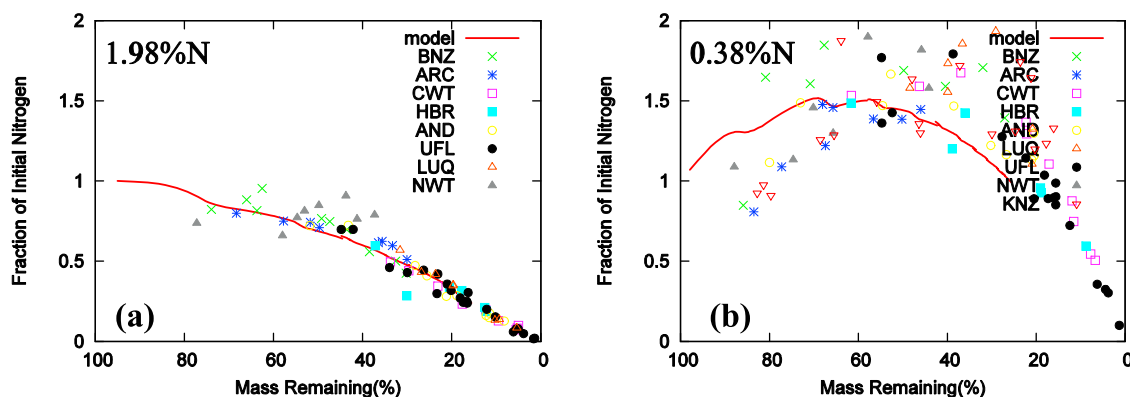 2
1.5
1
0.5
0
100
80
60
40
20
0
Fraction of Initial Nitrogen
Mass Remaining(%)
1.98%N
(a)
model
BNZ
ARC
CWT
HBR
AND
UFL
LUQ
NWT
2
1.5
1
0.5
0
100
80
60
40
20
0
Fraction of Initial Nitrogen
Mass Remaining(%)
0.38%N
(b)
model
BNZ
ARC
CWT
HBR
AND
LUQ
UFL
NWT
KNZ